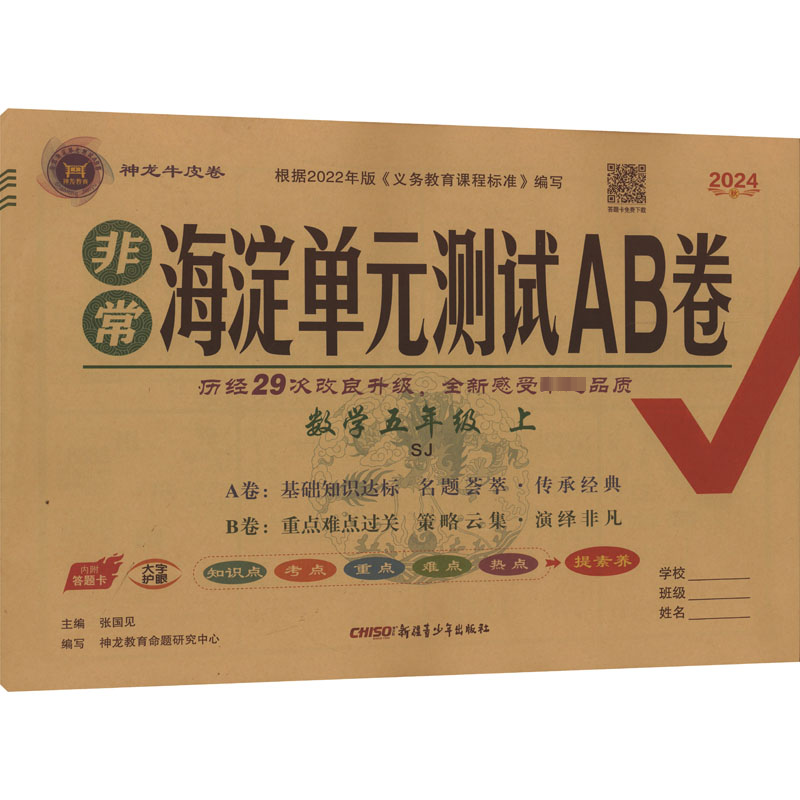 神龙教育
神龙牛皮卷
根据2022年版《义务教育课程标准》编写
答题卡免费下载
2024
秋
非常
海淀单元测试AB卷
历经29次改良升级，全新感受品质
数学五年级 上
SJ
A卷：基础知识达标 名题荟萃·传承经典
B卷：重点难点过关 策略云集·演绎非凡
内附
答题卡
大字
护眼
知识点 考点 重点 难点 热点 提素养
学校
班级
姓名
主编 张国见
编写 神龙教育命题研究中心
CHISO 新疆青少年出版社